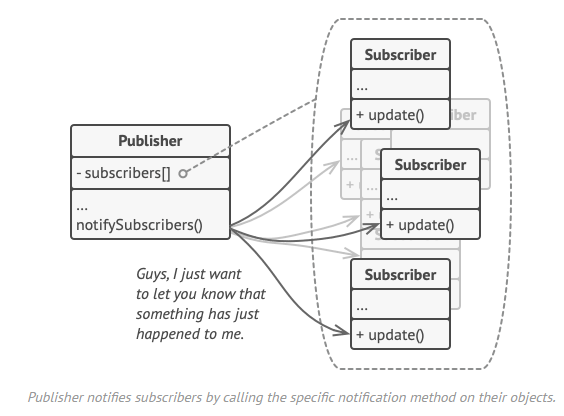 Publisher
- subscribers[]
...
notifySubscribers()
Guys, I just want
to let you know that
something has just
happened to me.
Subscriber
...
+ update()
Subscriber
...
+ update()
Subscriber
...
+ update()
Publisher notifies subscribers by calling the specific notification method on their objects.